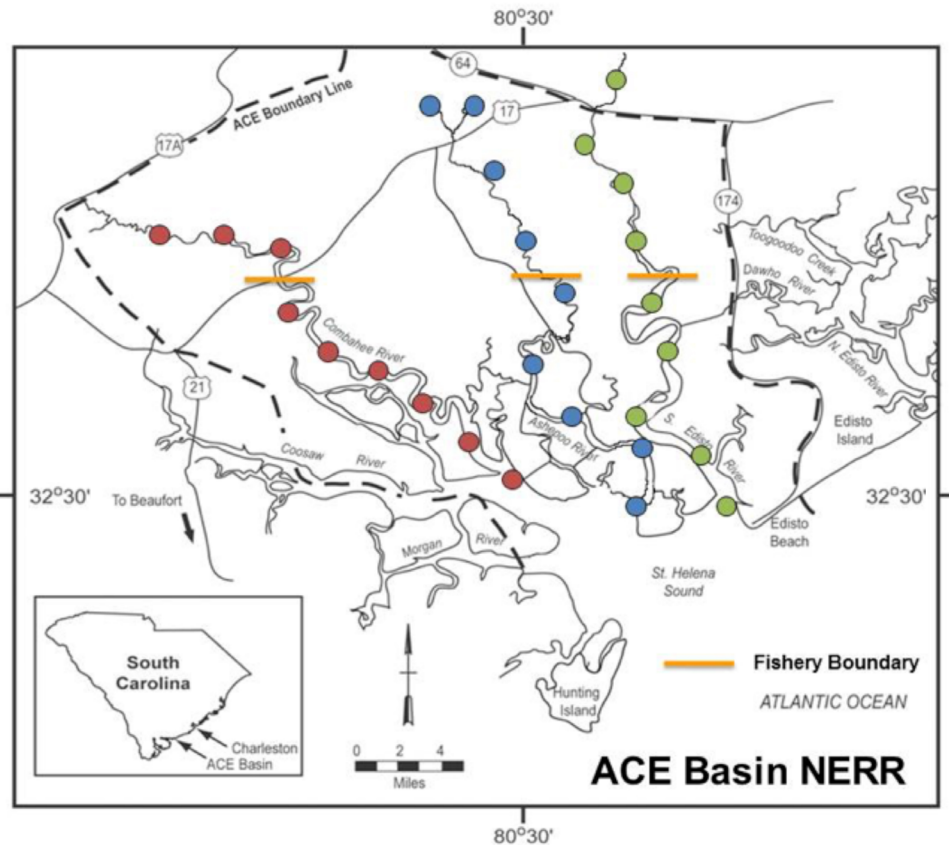 80°30'
64
ACE Boundary Line
17
17A
174
Toogoodoo Creek
Dawho River
Combahee River
N. Edisto River
21
Ashepoo River
S. Edisto River
Edisto
Island
Coosaw River
32°30'
32°30'
To Beaufort
Edisto
Beach
Morgan River
St. Helena
Sound
South
Carolina
Fishery Boundary
Hunting
Island
ATLANTIC OCEAN
Charleston
ACE Basin
0 2 4
Miles
ACE Basin NERR
80°30'